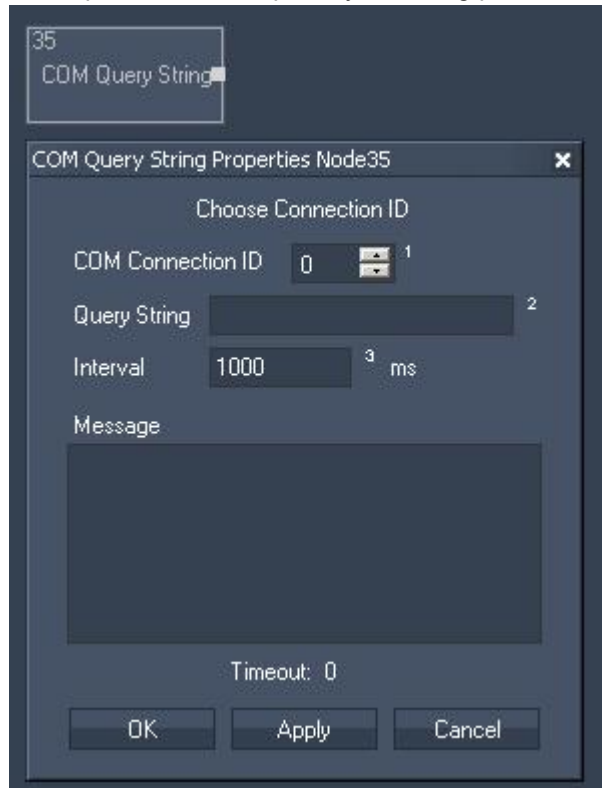 35
COM Query String
COM Query String Properties Node35 x
Choose Connection ID
COM Connection ID 0 1
Query String 2
Interval 1000 3 ms
Message
Timeout: 0
OK Apply Cancel